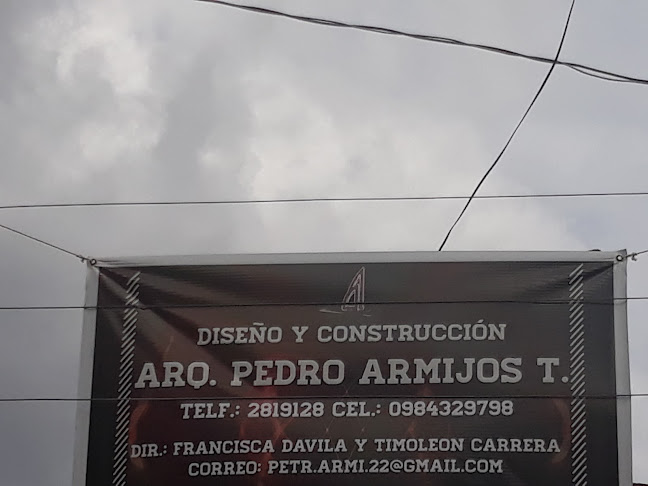 DISEÑO Y CONSTRUCCIÓN
ARQ. PEDRO ARMIJOS T.
TELF.: 2819128 CEL.: 0984329798
DIR.: FRANCISCA DAVILA Y TIMOLEON CARRERA
CORREO: PETR.ARMI.22@GMAIL.COM